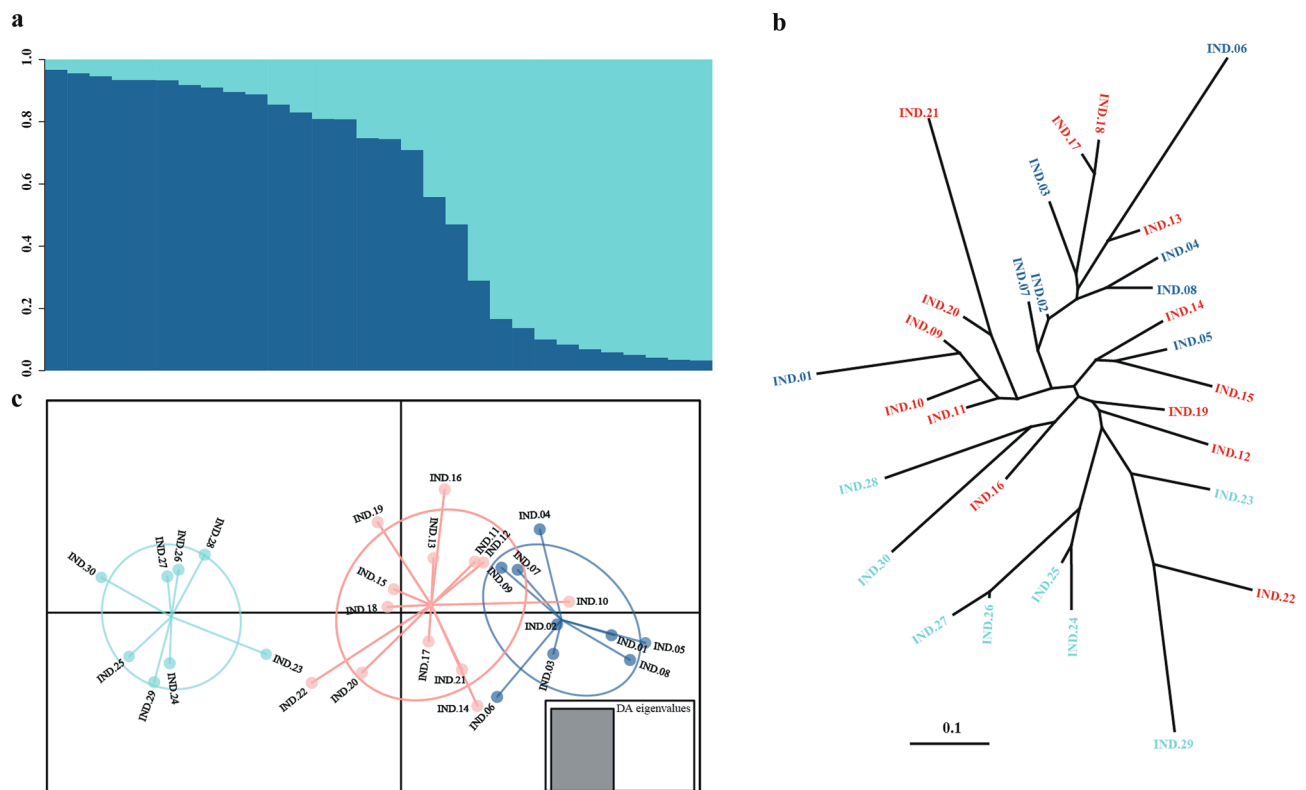 a
1.0
0.8
0.6
0.4
0.2
0.0
b
IND.06
IND.21
IND.18
IND.17
IND.03
IND.13
IND.04
IND.02
IND.07
IND.08
IND.20
IND.14
IND.09
IND.05
IND.01
IND.15
IND.10
IND.11
IND.19
IND.12
IND.28
IND.16
IND.23
IND.30
IND.25
IND.22
IND.27
IND.26
IND.24
IND.29
0.1
c
IND.16
IND.19
IND.04
IND.13
IND.11
IND.12
IND.28
IND.26
IND.27
IND.30
IND.07
IND.09
IND.15
IND.18
IND.10
IND.02
IND.01
IND.05
IND.08
IND.17
IND.03
IND.23
IND.25
IND.24
IND.29
IND.22
IND.20
IND.21
IND.14
IND.06
DA eigenvalues